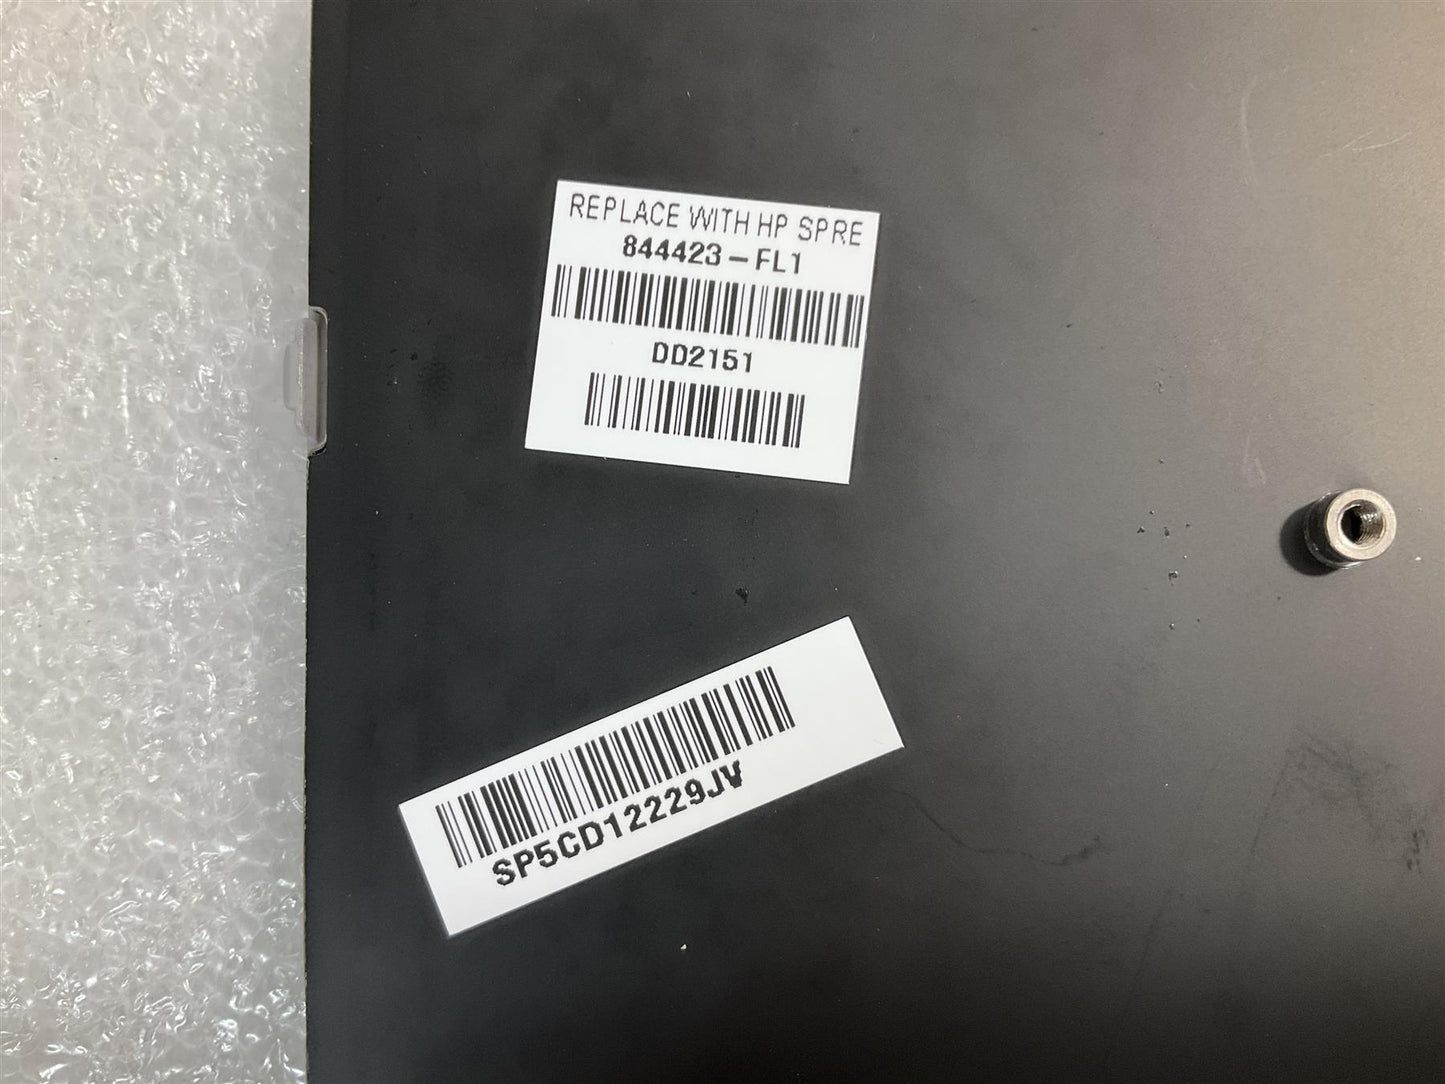 REPLACE WITH HP SPRE
844423-FL1
DD2151
SP5CD12229JV